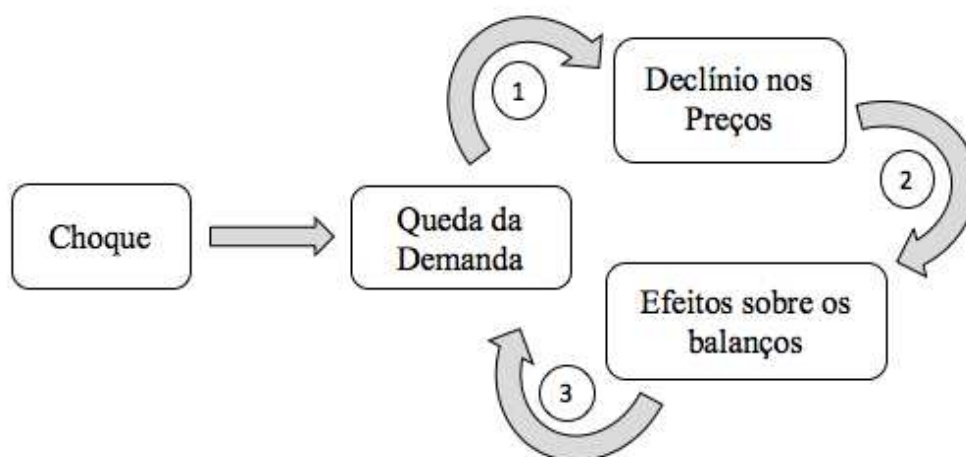 Choque
Queda da
Demanda
1
Declínio nos
Preços
2
Efeitos sobre os
balanços
3